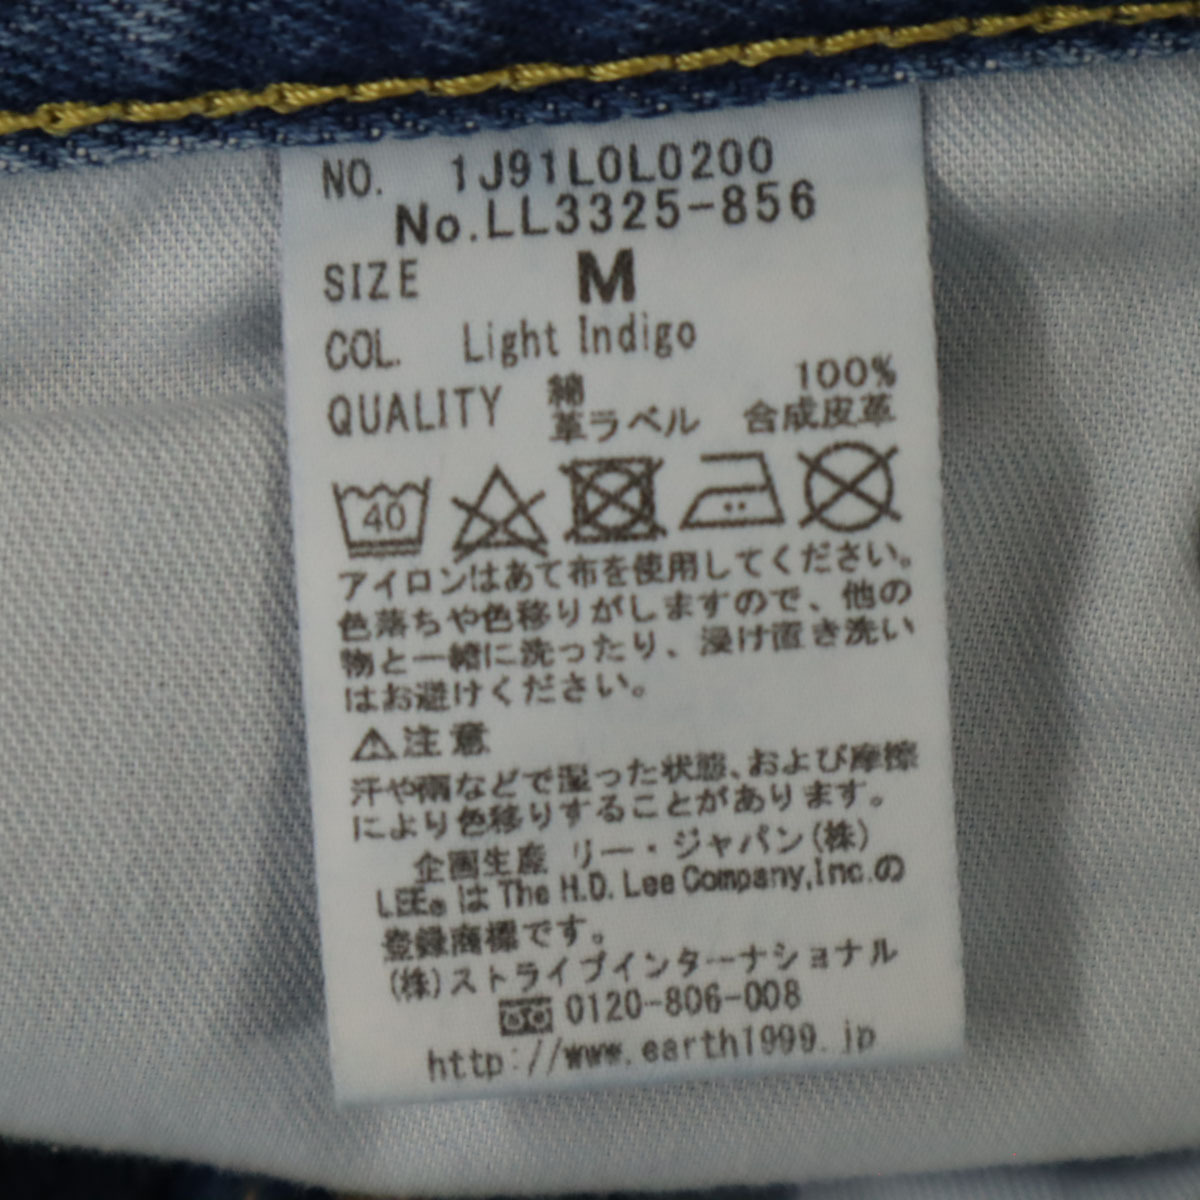 NO. 1J91L0L0200
No.LL3325-856
SIZE M
COL. Light Indigo
QUALITY 綿 100%
革ラベル 合成皮革
40
アイロンはあて布を使用してください。
色落ちや色移りがしますので、他の
物と一緒に洗ったり、浸け置き洗い
はお避けください。
⚠注意
汗や雨などで湿った状態、および摩擦
により色移りすることがあります。
企画生産 リー・ジャパン(株)
LEE®は The H.D. Lee Company,Inc.の
登録商標です。
(株)ストライプインターナショナル
0120-806-008
http://www.earth1999.jp